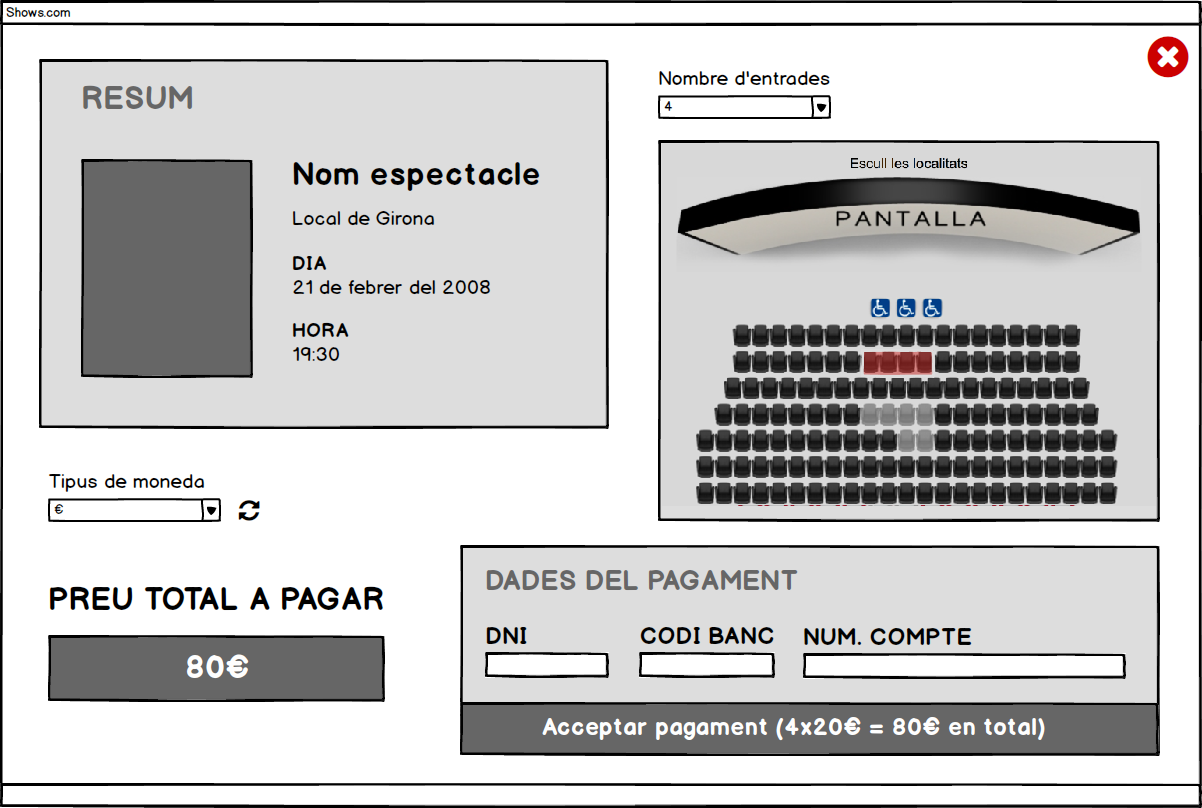 Shows.com
RESUM
Nom espectacle
Local de Girona
DIA
21 de febrer del 2008
HORA
19:30
Nombre d'entrades
4
Escull les localitats
PANTALLA
Tipus de moneda
€
PREU TOTAL A PAGAR
80€
DADES DEL PAGAMENT
DNI CODI BANC NUM. COMPTE
Acceptar pagament (4x20€ = 80€ en total)